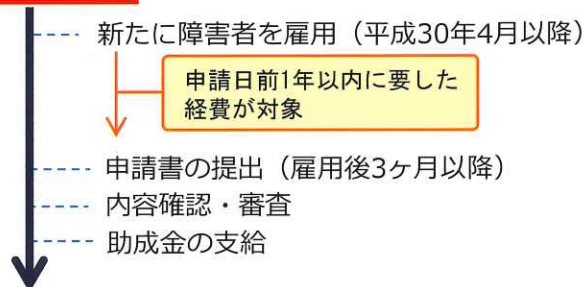 新たに障害者を雇用（平成30年4月以降）
申請日前1年以内に要した
経費が対象
申請書の提出（雇用後3ヶ月以降）
内容確認・審査
助成金の支給